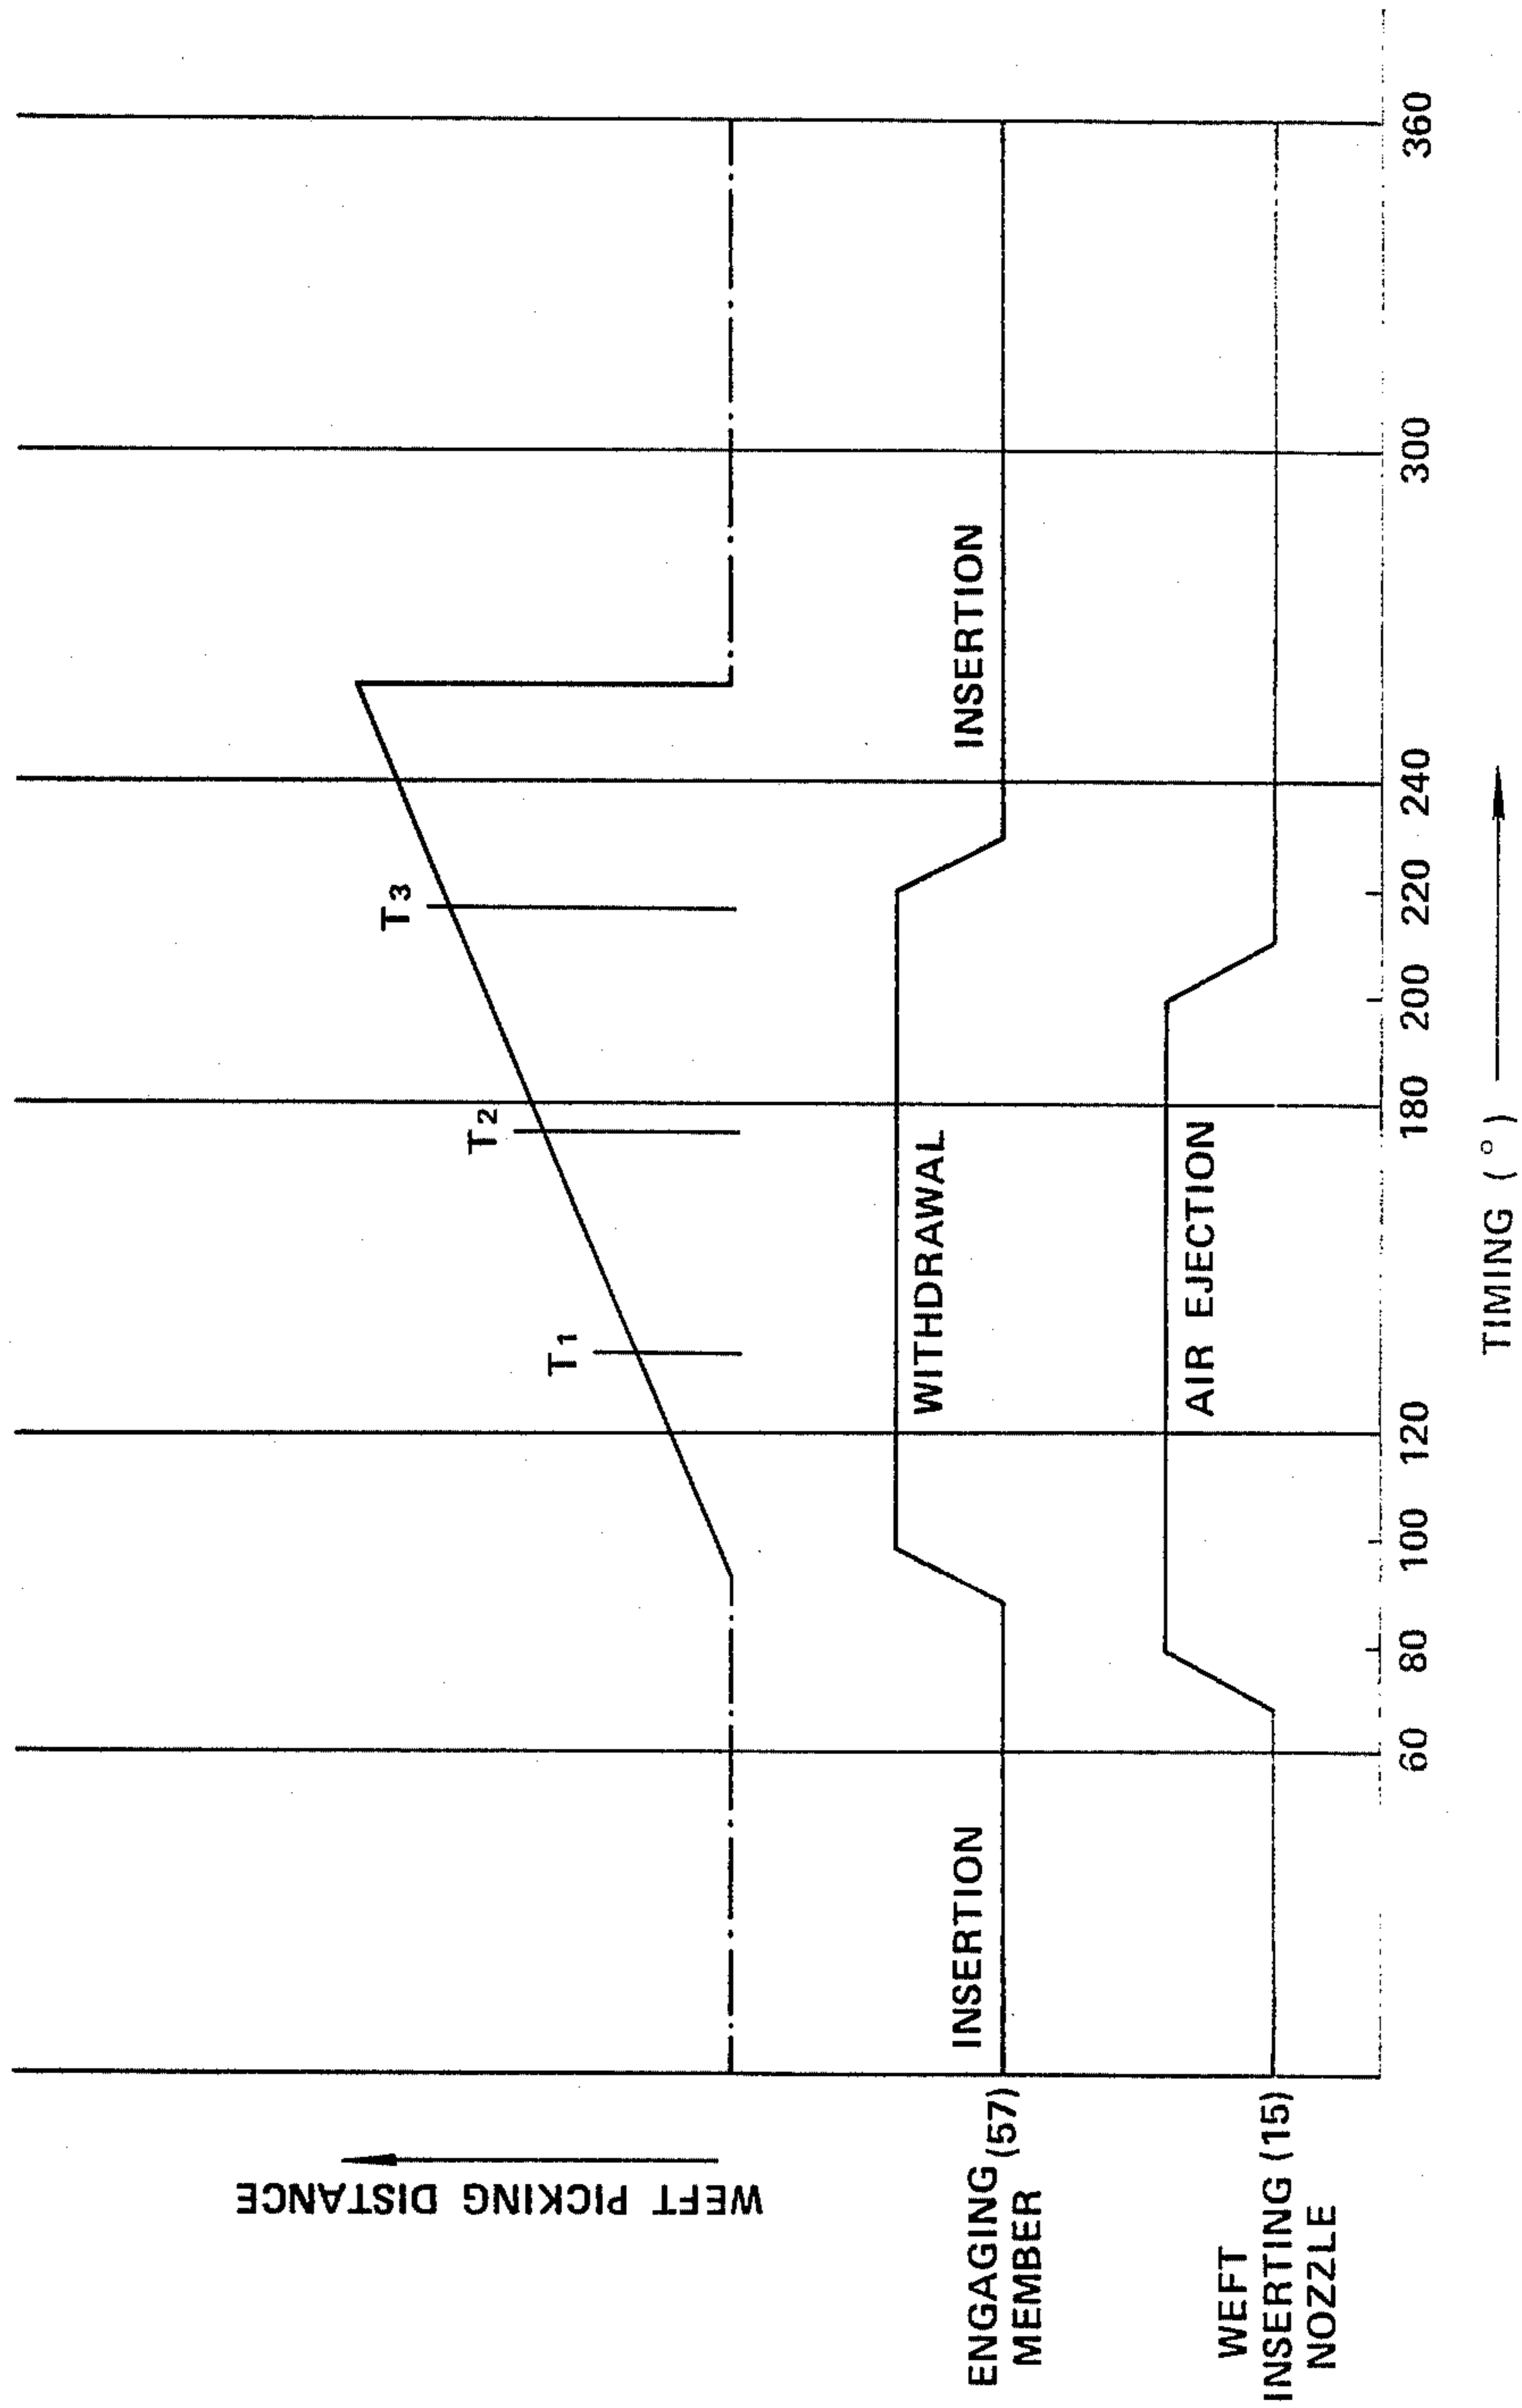 WEFT PICKING DISTANCE
T1
T2
T3
ENGAGING (57)
MEMBER
INSERTION
WITHDRAWAL
INSERTION
WEFT
INSERTING (15)
NOZZLE
AIR EJECTION
60 80 100 120 180 200 220 240 300 360
TIMING (°)